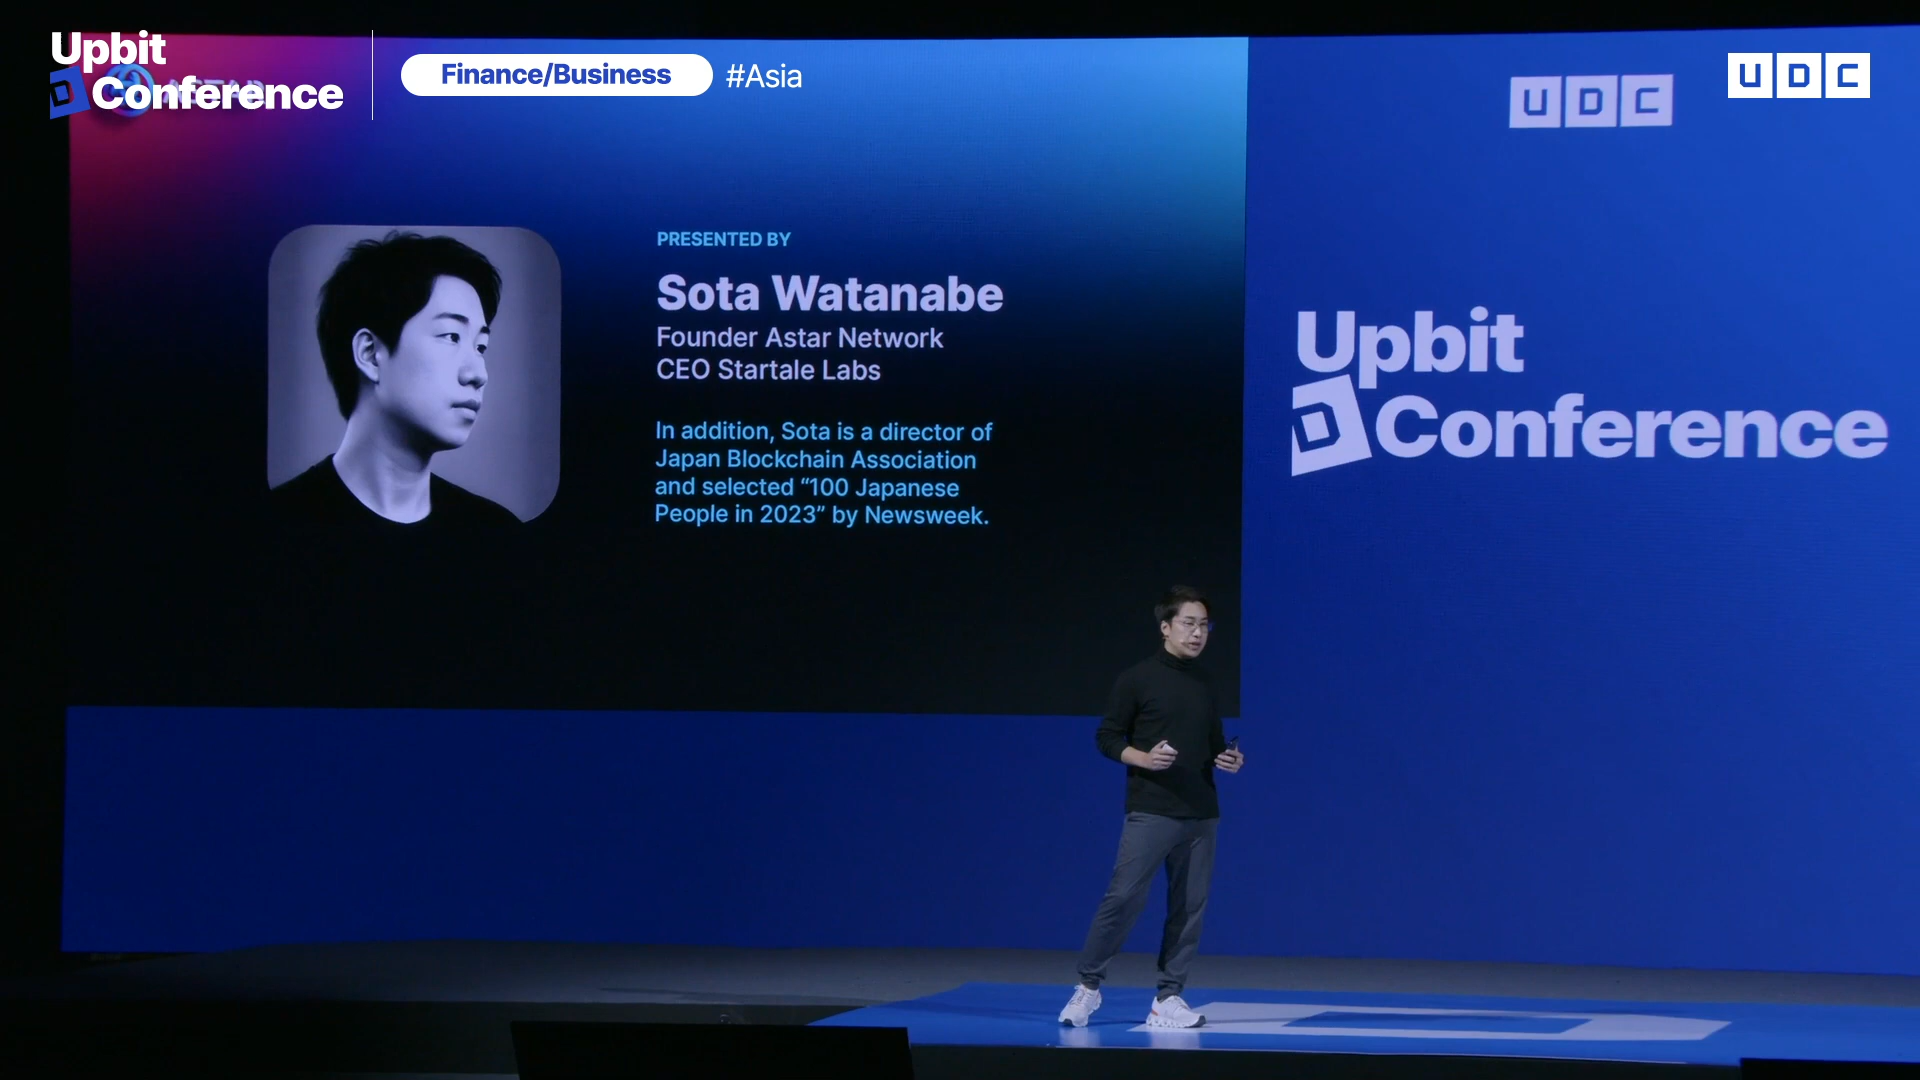 Upbit
D Conference
Finance/Business
#Asia
UDC
UDC
PRESENTED BY
Sota Watanabe
Founder Astar Network
CEO Startale Labs
In addition, Sota is a director of
Japan Blockchain Association
and selected “100 Japanese
People in 2023” by Newsweek.
Upbit
D Conference